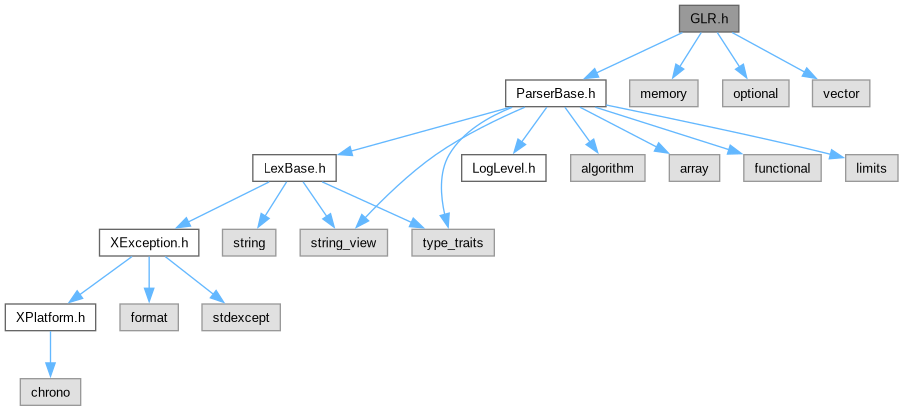 GLR.h
ParserBase.h
memory
optional
vector
LexBase.h
LogLevel.h
algorithm
array
functional
limits
XException.h
string
string_view
type_traits
XPlatform.h
format
stdexcept
chrono